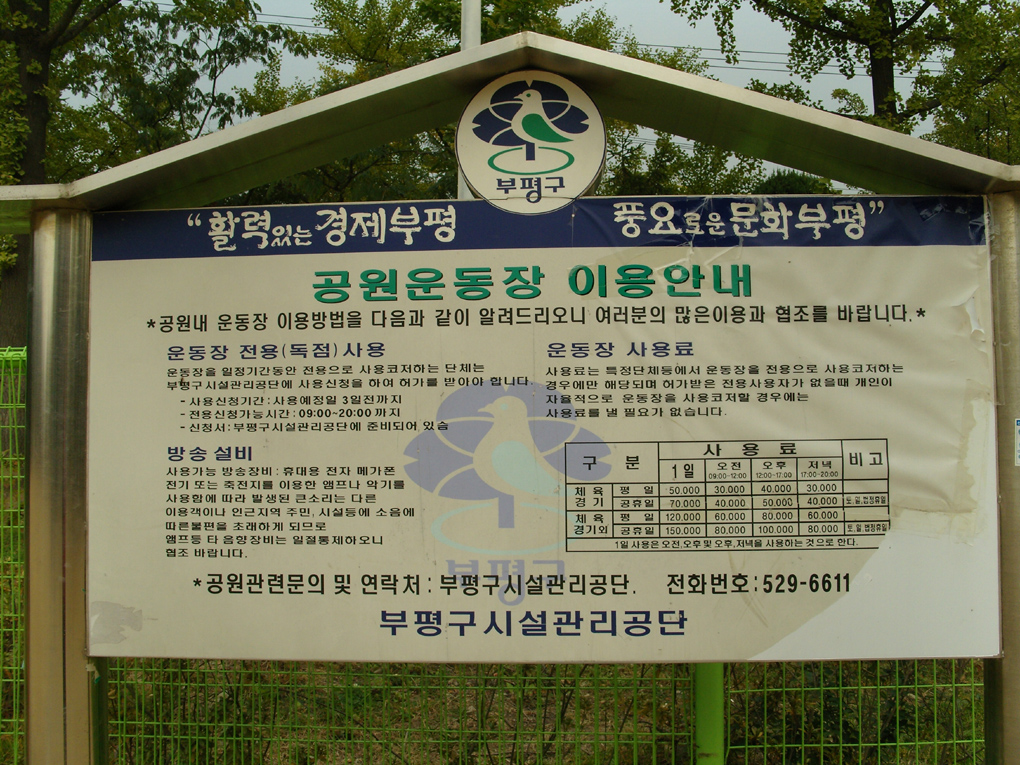 부평구
"활력있는 경제부평 풍요로운 문화부평"
공원운동장 이용안내
*공원내 운동장 이용방법을 다음과 같이 알려드리오니 여러분의 많은이용과 협조를 바랍니다.*
운동장 전용(독점)사용
운동장을 일정기간동안 전용으로 사용코저하는 단체는
부평구시설관리공단에 사용신청을 하여 허가를 받아야 합니다.
- 사용신청기간 : 사용예정일 3일전까지
- 전용신청가능시간 : 09:00~20:00 까지
- 신청서 : 부평구시설관리공단에 준비되어 있슴
방송 설비
사용가능 방송장비 : 휴대용 전자 메가폰
전기 또는 축전지를 이용한 앰프나 악기를
사용함에 따라 발생된 큰소리는 다른
이용객이나 인근지역 주민, 시설등에 소음에
따른불편을 초래하게 되므로
앰프등 타 음향장비는 일절통제하오니
협조 바랍니다.
운동장 사용료
사용료는 특정단체등에서 운동장을 전용으로 사용코저하는
경우에만 해당되며 허가받은 전용사용자가 없을때 개인이
자율적으로 운동장을 사용코저할 경우에는
사용료를 낼 필요가 없습니다.
구 분 사 용 료 비 고
1일 오전 오후 저녁
09:00~12:00 12:00~17:00 17:00~20:00
체 육 경 기 평 일 50.000 30.000 40.000 30.000
공휴일 70.000 40.000 50.000 40.000 토,일,법정휴일
체 육 경기외 평 일 120.000 60.000 80.000 60.000
공휴일 150.000 80.000 100.000 80.000 토,일,법정휴일
1일 사용은 오전,오후 및 오후,저녁을 사용하는 것으로 한다.
부평구
*공원관련문의 및 연락처 : 부평구시설관리공단. 전화번호 : 529-6611
부평구시설관리공단